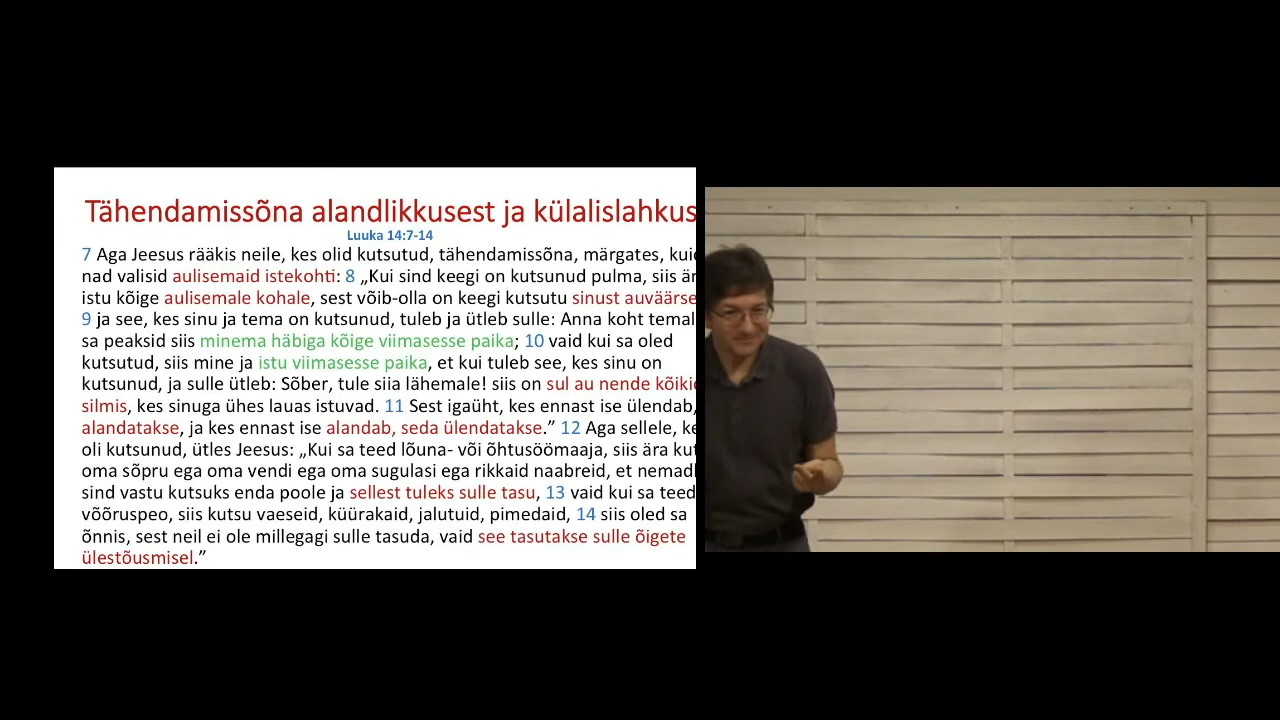 Tähendamissõna alandlikkusest ja külalislahkus
Luuka 14:7-14
7 Aga Jeesus rääkis neile, kes olid kutsutud, tähendamissõna, märgates, kuid
nad valisid aulisemaid istekohti: 8 „Kui sind keegi on kutsunud pulma, siis är
istu kõige aulisemale kohale, sest võib-olla on keegi kutsutu sinust auväärse
9 ja see, kes sinu ja tema on kutsunud, tuleb ja ütleb sulle: Anna koht temal
sa peaksid siis minema häbiga kõige viimasesse paika; 10 vaid kui sa oled
kutsutud, siis mine ja istu viimasesse paika, et kui tuleb see, kes sinu on
kutsunud, ja sulle ütleb: Sõber, tule siia lähemale! siis on sul au nende kõiki
silmis, kes sinuga ühes lauas istuvad. 11 Sest igaüht, kes ennast ise ülendab,
alandatakse, ja kes ennast ise alandab, seda ülendatakse.” 12 Aga sellele, ke
oli kutsunud, ütles Jeesus: „Kui sa teed lõuna- või õhtusöömaaja, siis ära kut
oma sõpru ega oma vendi ega oma sugulasi ega rikkaid naabreid, et nemad
sind vastu kutsuks enda poole ja sellest tuleks sulle tasu, 13 vaid kui sa teed
võõruspeo, siis kutsu vaeseid, küürakaid, jalutuid, pimedaid, 14 siis oled sa
õnnis, sest neil ei ole millegagi sulle tasuda, vaid see tasutakse sulle õigete
ülestõusmisel.”